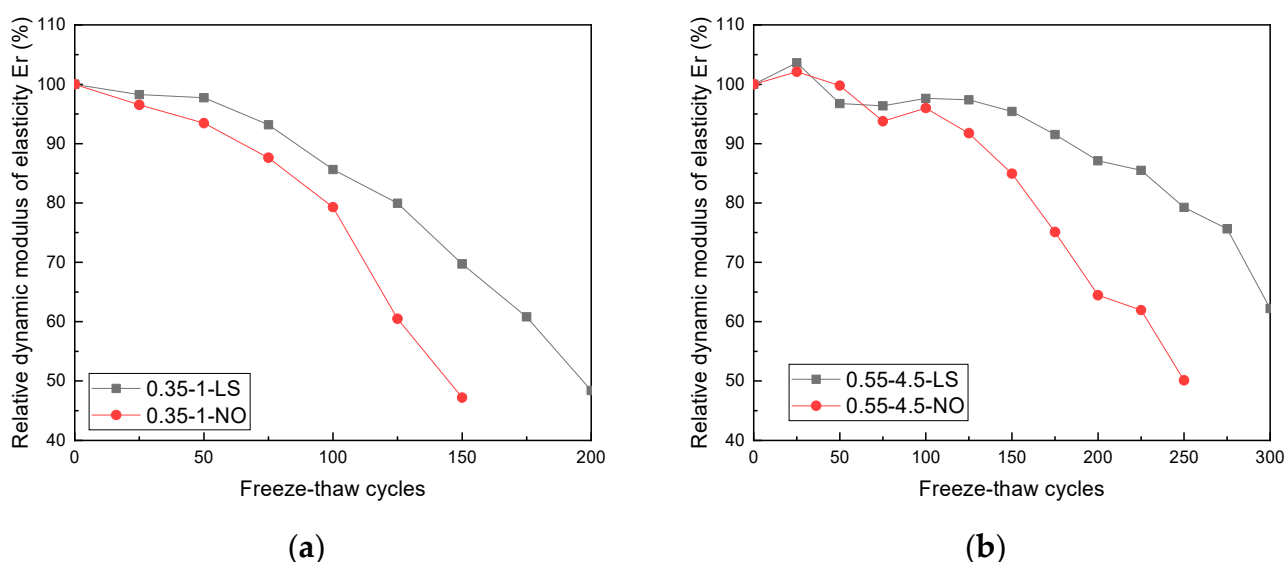 Relative dynamic modulus of elasticity Er (%)
110
100
90
80
70
60
50
40
0.35-1-LS
0.35-1-NO
0
50
100
150
200
Freeze-thaw cycles
(a)
Relative dynamic modulus of elasticity Er (%)
110
100
90
80
70
60
50
40
0.55-4.5-LS
0.55-4.5-NO
0
50
100
150
200
250
300
Freeze-thaw cycles
(b)